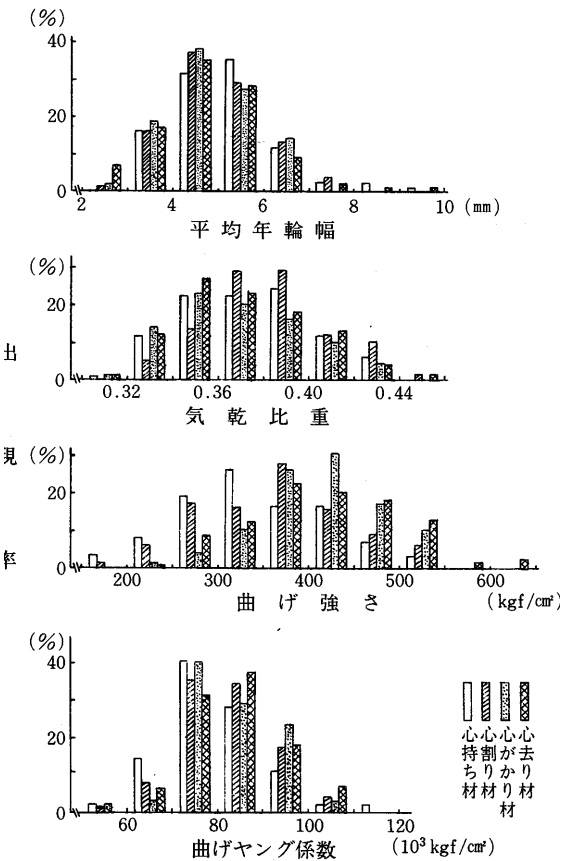 (%)
40
20
0
2 4 6 8 10 (mm)
平均年輪幅
(%)
20
0
0.32 0.36 0.40 0.44
気乾比重
出現率
(%)
20
0
200 300 400 500 600
曲げ強さ (kgf/cm²)
(%)
40
20
0
60 80 100 120
曲げヤング係数 (10³kgf/cm²)
心持ち材
心割り材
心がかり材
心去り材